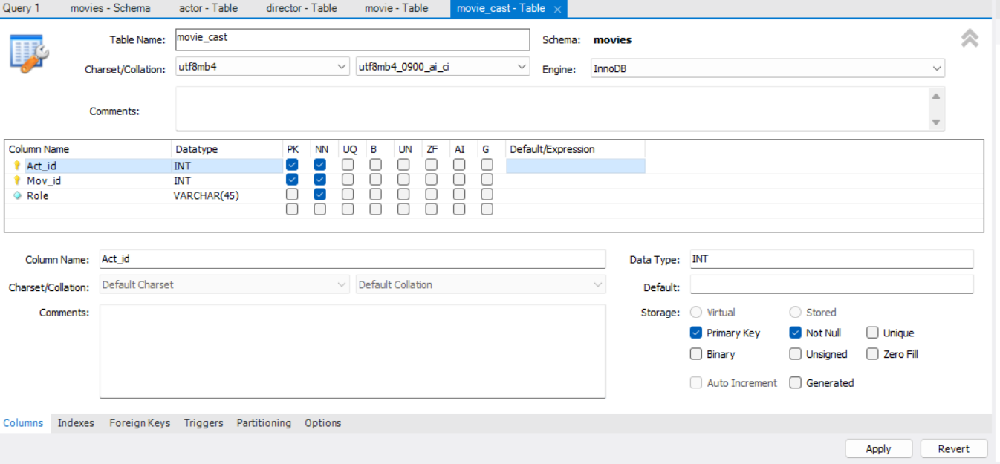 Query 1 movies - Schema actor - Table director - Table movie - Table movie_cast - Table ×
Table Name: movie_cast Schema: movies
Charset/Collation: utf8mb4 utf8mb4_0900_ai_ci Engine: InnoDB
Comments:
Column Name Datatype PK NN UQ B UN ZF AI G Default/Expression
Act_id INT
Mov_id INT
Role VARCHAR(45)
Column Name: Act_id Data Type: INT
Charset/Collation: Default Charset Default Collation Default:
Comments: Storage: Virtual Stored
Primary Key Not Null Unique
Binary Unsigned Zero Fill
Auto Increment Generated
Columns Indexes Foreign Keys Triggers Partitioning Options
Apply Revert